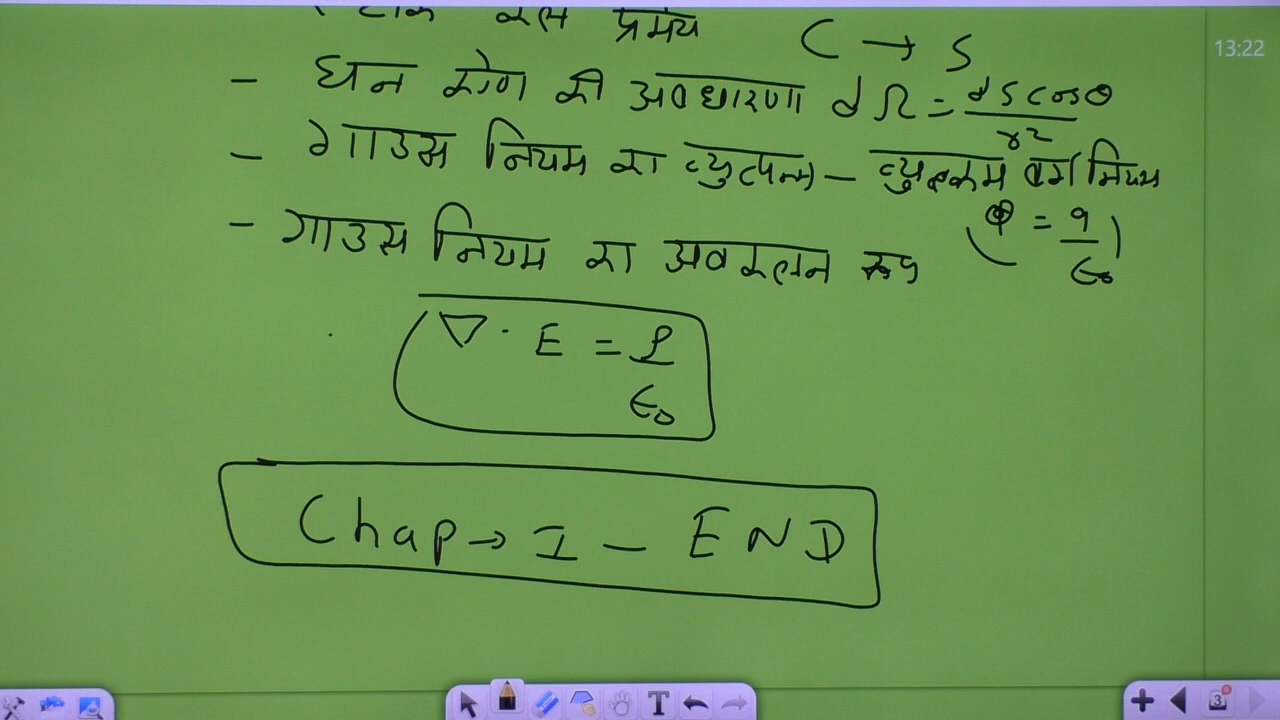 प्रमेय C → S
13:22
- घन कोण की अवधारणा dΩ = dS cosθ / r²
- गाउस नियम का व्युत्पन्न - व्युत्क्रम वर्ग नियम
(φ = q / ε₀)
- गाउस नियम का अवकलन रूप
∇ · E = ρ / ε₀
Chap → I - END
T
3